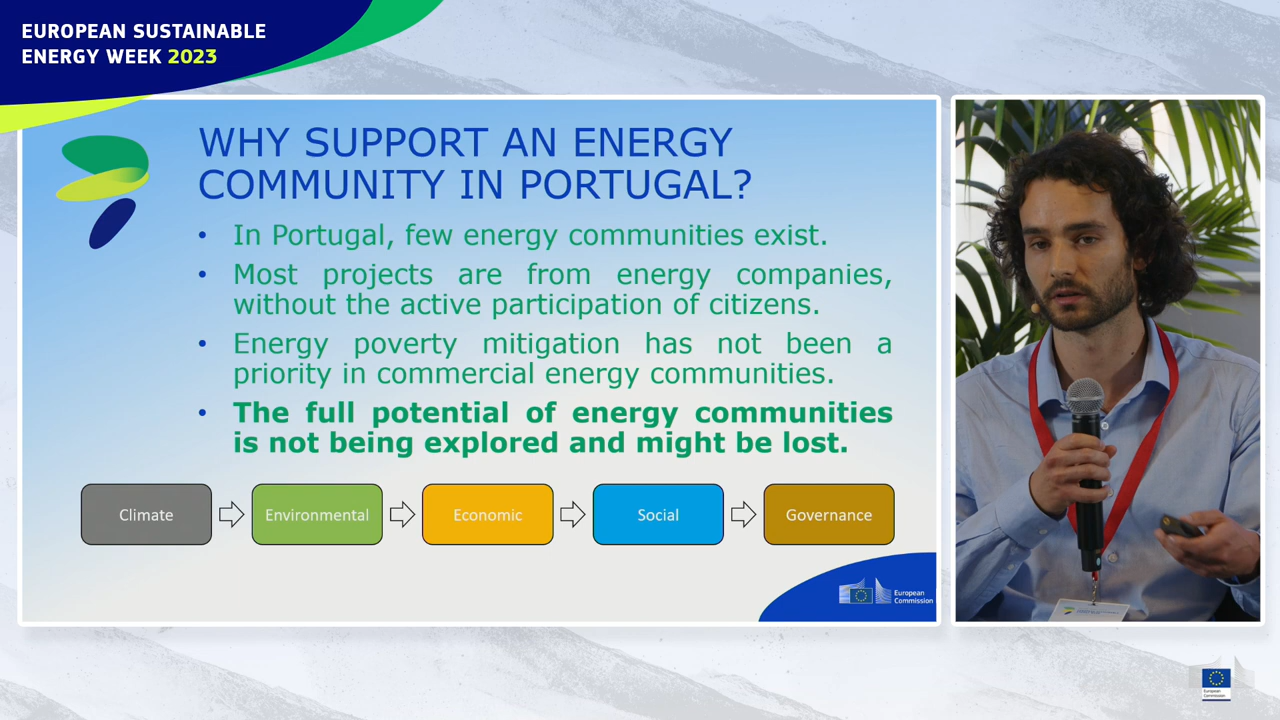 EUROPEAN SUSTAINABLE
ENERGY WEEK 2023
WHY SUPPORT AN ENERGY
COMMUNITY IN PORTUGAL?
• In Portugal, few energy communities exist.
• Most projects are from energy companies,
without the active participation of citizens.
• Energy poverty mitigation has not been a
priority in commercial energy communities.
• The full potential of energy communities
is not being explored and might be lost.
Climate
Environmental
Economic
Social
Governance
European
Commission
European
Commission